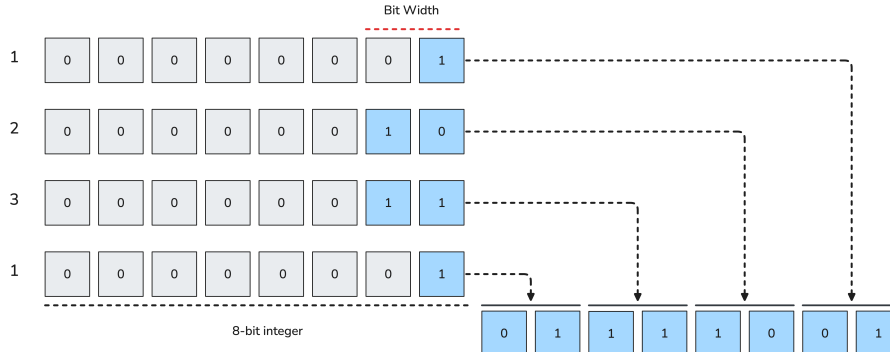 Bit Width
1 0 0 0 0 0 0 0 1
2 0 0 0 0 0 0 1 0
3 0 0 0 0 0 0 1 1
1 0 0 0 0 0 0 0 1
8-bit integer
0 1 1 1 1 0 0 1